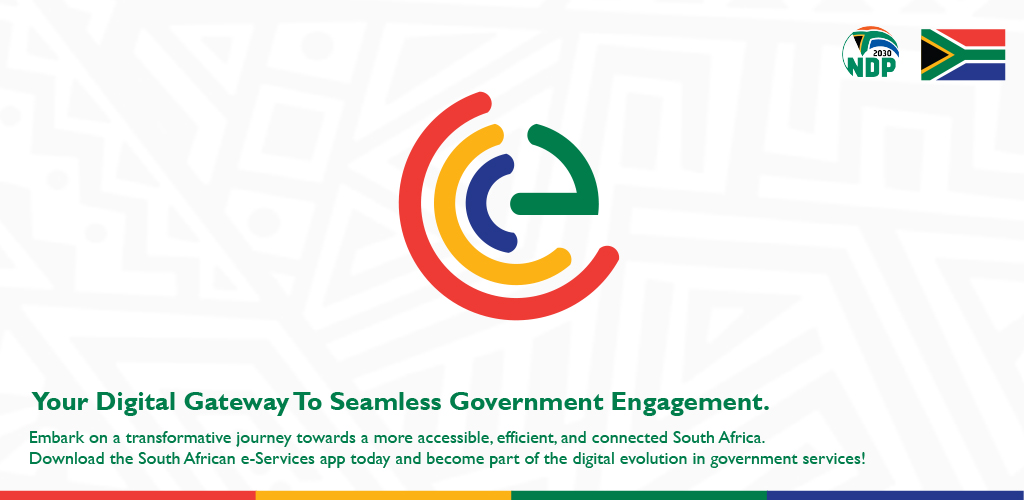 2030
NDP
Your Digital Gateway To Seamless Government Engagement.
Embark on a transformative journey towards a more accessible, efficient, and connected South Africa.
Download the South African e-Services app today and become part of the digital evolution in government services!